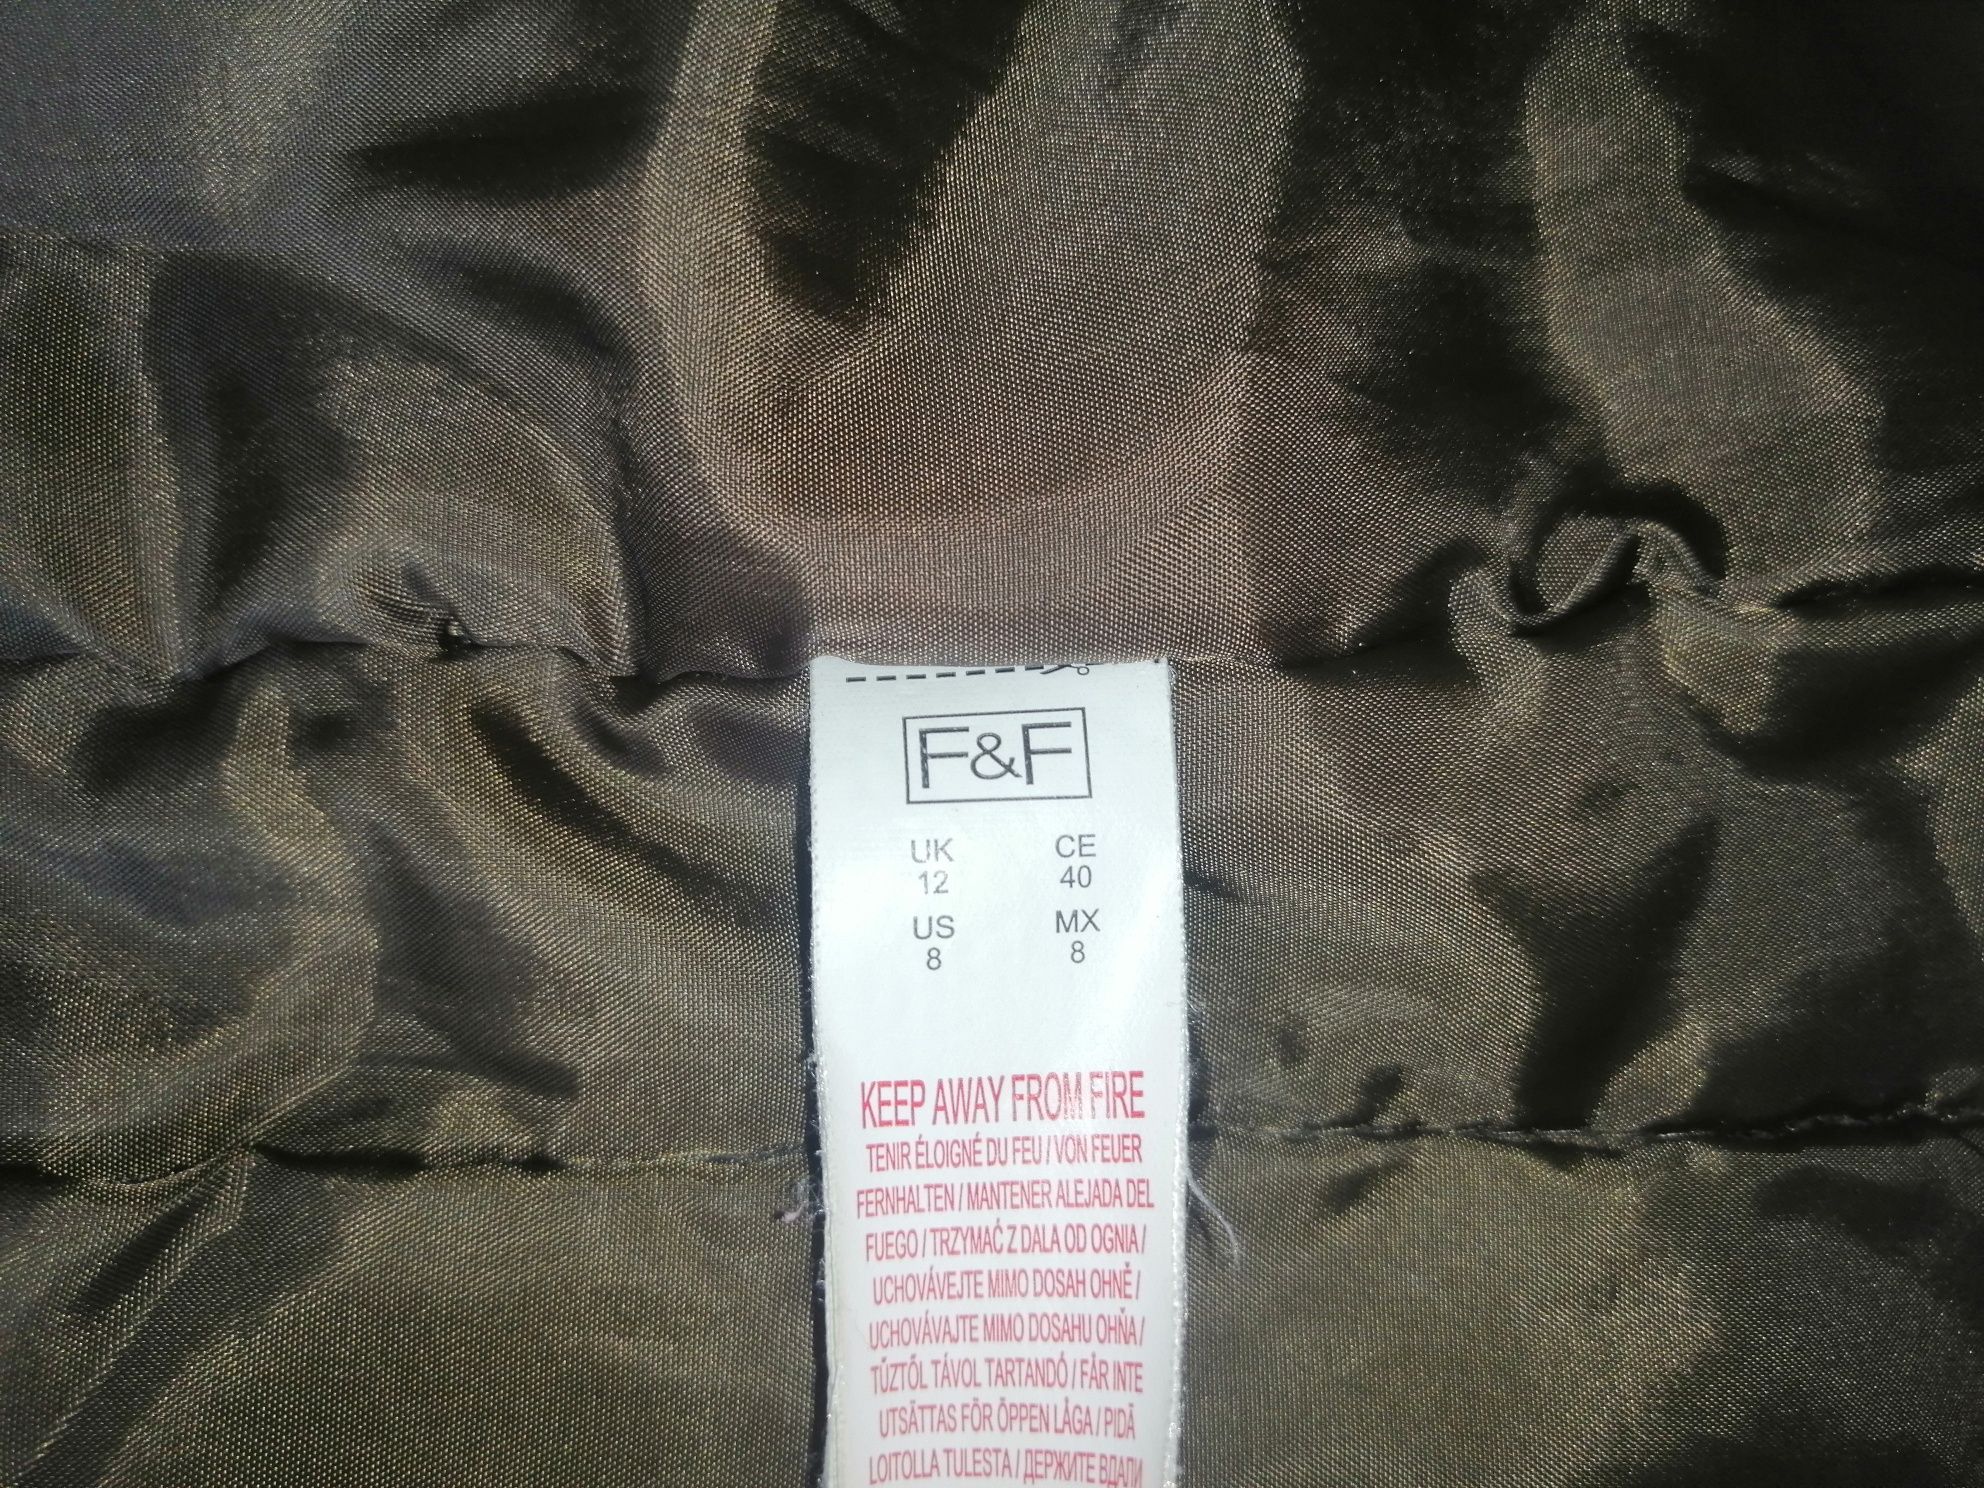 F&F
UK CE
12 40
US MX
8 8
KEEP AWAY FROM FIRE
TENIR ÉLOIGNÉ DU FEU / VON FEUER
FERNHALTEN / MANTENER ALEJADA DEL
FUEGO / TRZYMAĆ Z DALA OD OGNIA /
UCHOVÁVEJTE MIMO DOSAH OHNĚ /
UCHOVÁVAJTE MIMO DOSAHU OHŇA /
TŰZTŐL TÁVOL TARTANDÓ / FÅR INTE
UTSÄTTAS FÖR ÖPPEN LÅGA / PIDÄ
LOITOLLA TULESTA / ДЕРЖИТЕ ВДАЛИ